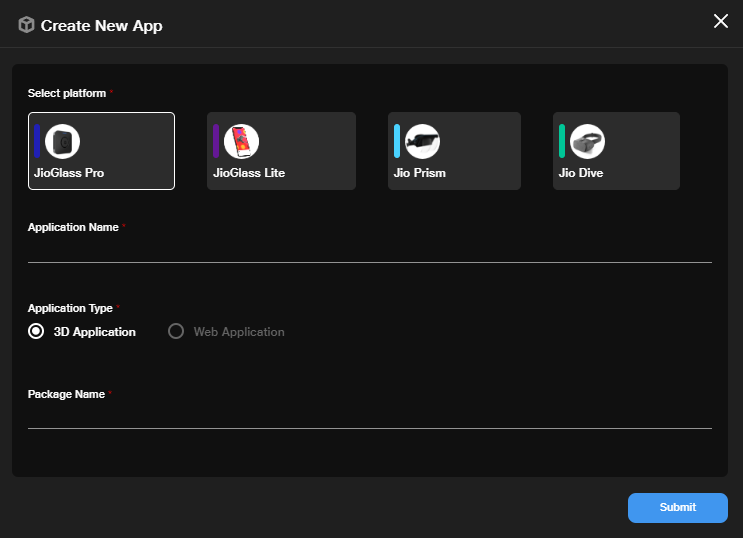 Create New App
Select platform *
JioGlass Pro
JioGlass Lite
Jio Prism
Jio Dive
Application Name *
Application Type *
3D Application
Web Application
Package Name *
Submit